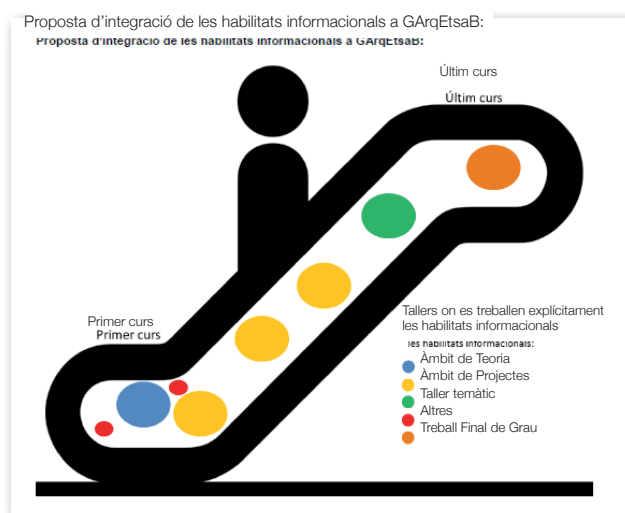 Proposta d'integració de les habilitats informacionals a GArqEtsaB:
Proposta d'integració de les habilitats informacionals a GArqEtsaB:
Últim curs
Últim curs
Primer curs
Primer curs
Tallers on es treballen explícitament
les habilitats informacionals
les habilitats informacionals:
Àmbit de Teoria
Àmbit de Projectes
Taller temàtic
Altres
Treball Final de Grau